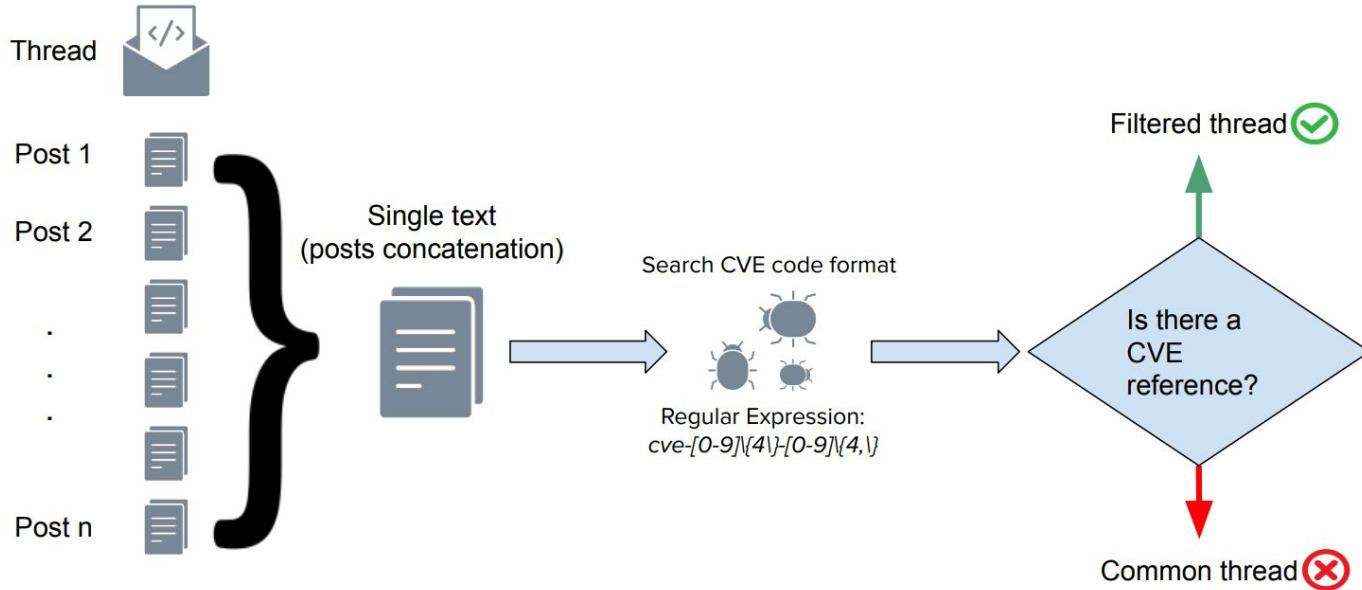 Thread
</>
Post 1
Post 2
.
.
.
Post n
Single text
(posts concatenation)
Search CVE code format
Regular Expression:
cve-[0-9]\{4\}-[0-9]\{4,\}
Is there a
CVE
reference?
Filtered thread
Common thread